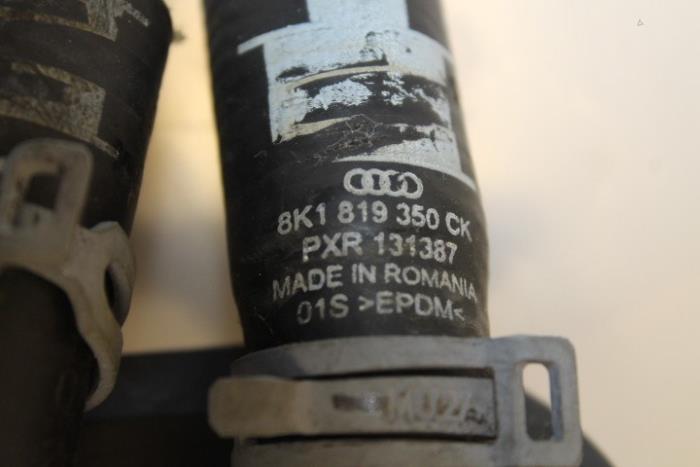 8K1 819 350 CK
PXR 131387
MADE IN ROMANIA
01S >EPDM<